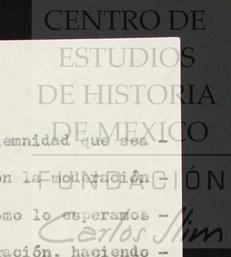 CENTRO DE
ESTUDIOS
DE HISTORIA
DE MEXICO
FUNDACIÓN
Carlos Slim
lemnidad que sea -
on la moderación -
omo lo esperamos -
ración, haciendo -